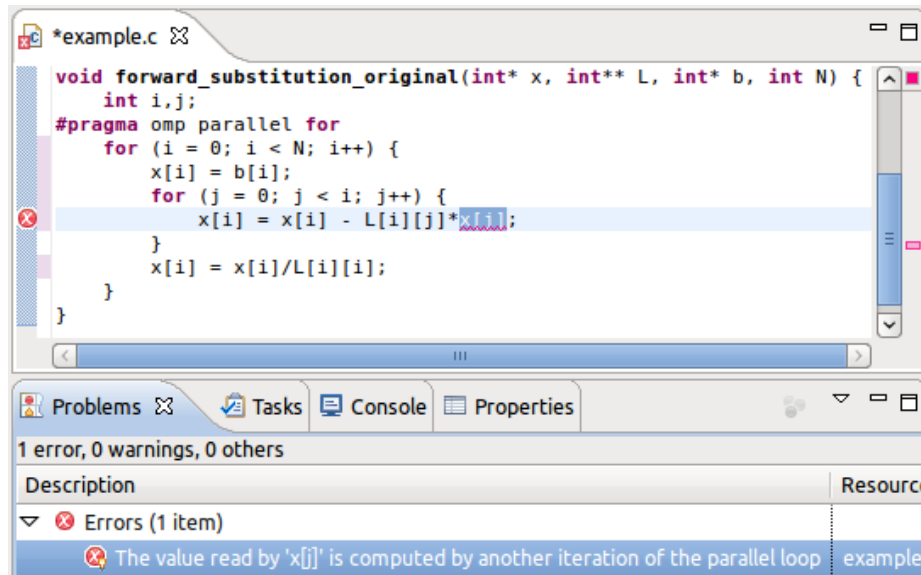 *example.c
void forward_substitution_original(int* x, int** L, int* b, int N) {
    int i,j;
#pragma omp parallel for
    for (i = 0; i < N; i++) {
        x[i] = b[i];
        for (j = 0; j < i; j++) {
            x[i] = x[i] - L[i][j]*x[j];
        }
        x[i] = x[i]/L[i][i];
    }
}
Problems Tasks Console Properties
1 error, 0 warnings, 0 others
Description Resourc
Errors (1 item)
The value read by 'x[j]' is computed by another iteration of the parallel loop example